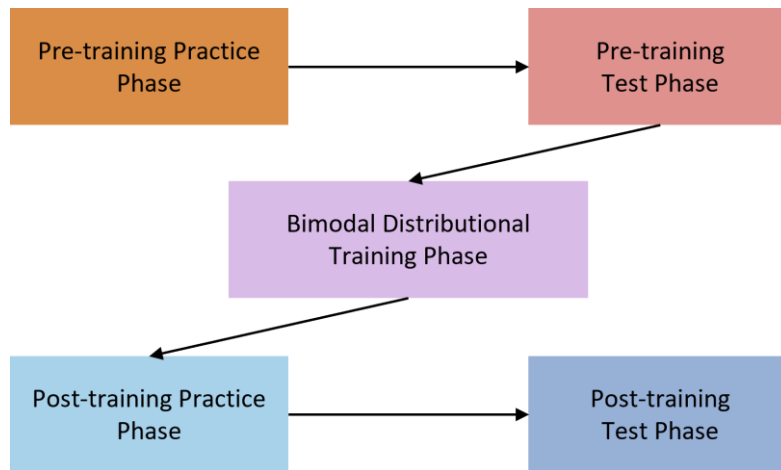 Pre-training Practice
Phase
Pre-training
Test Phase
Bimodal Distributional
Training Phase
Post-training Practice
Phase
Post-training
Test Phase